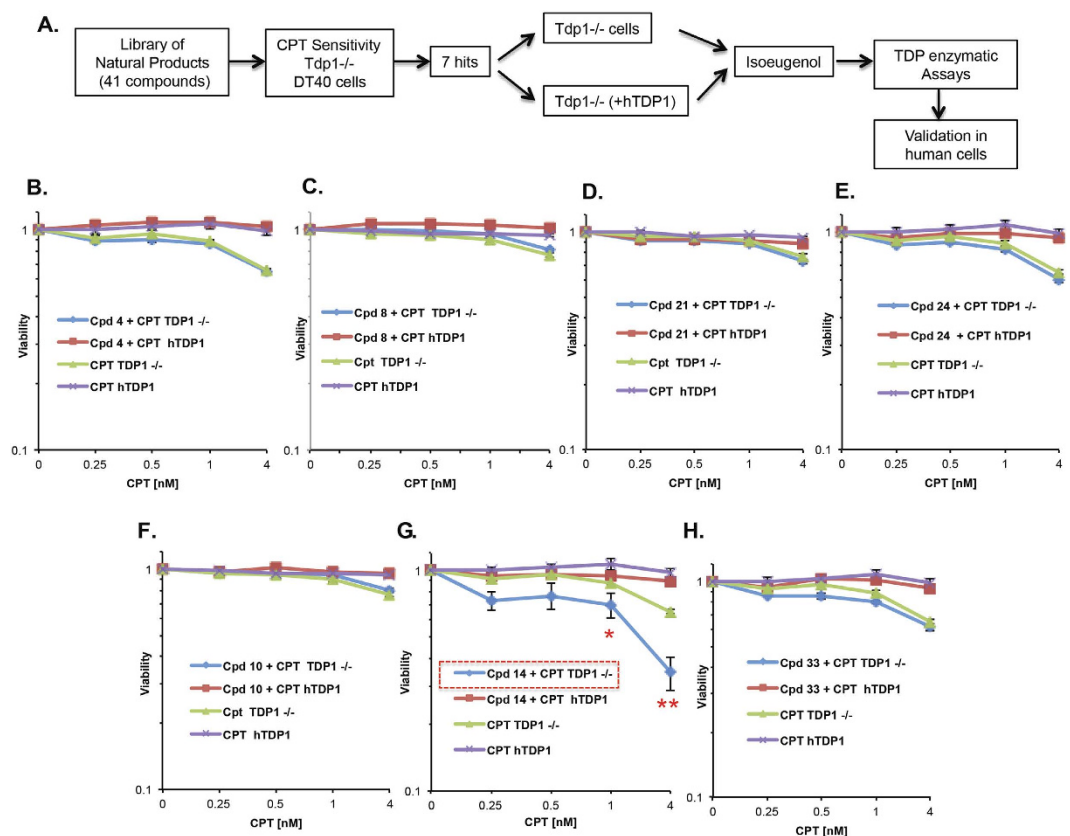 A.
Library of
Natural Products
(41 compounds)
CPT Sensitivity
Tdp1-/-
DT40 cells
7 hits
Tdp1-/- cells
Tdp1-/- (+hTDP1)
Isoeugenol
TDP enzymatic
Assays
Validation in
human cells
B.
1
0.1
Viability
Cpd 4 + CPT TDP1 -/-
Cpd 4 + CPT hTDP1
CPT TDP1 -/-
CPT hTDP1
0 0.25 0.5 1 4
CPT [nM]
C.
1
0.1
Viability
Cpd 8 + CPT TDP1 -/-
Cpd 8 + CPT hTDP1
Cpt TDP1 -/-
CPT hTDP1
0 0.25 0.5 1 4
CPT [nM]
D.
1
0.1
Viability
Cpd 21 + CPT TDP1 -/-
Cpd 21 + CPT hTDP1
Cpt TDP1 -/-
CPT hTDP1
0 0.25 0.5 1 4
CPT [nM]
E.
1
0.1
Viability
Cpd 24 + CPT TDP1 -/-
Cpd 24 + CPT hTDP1
CPT TDP1 -/-
CPT hTDP1
0 0.25 0.5 1 4
CPT [nM]
F.
1
0.1
Viability
Cpd 10 + CPT TDP1 -/-
Cpd 10 + CPT hTDP1
Cpt TDP1 -/-
CPT hTDP1
0 0.25 0.5 1 4
CPT [nM]
G.
1
0.1
Viability
*
**
Cpd 14 + CPT TDP1 -/-
Cpd 14 + CPT hTDP1
CPT TDP1 -/-
CPT hTDP1
0 0.25 0.5 1 4
CPT [nM]
H.
1
0.1
Viability
Cpd 33 + CPT TDP1 -/-
Cpd 33 + CPT hTDP1
CPT TDP1 -/-
CPT hTDP1
0 0.25 0.5 1 4
CPT [nM]